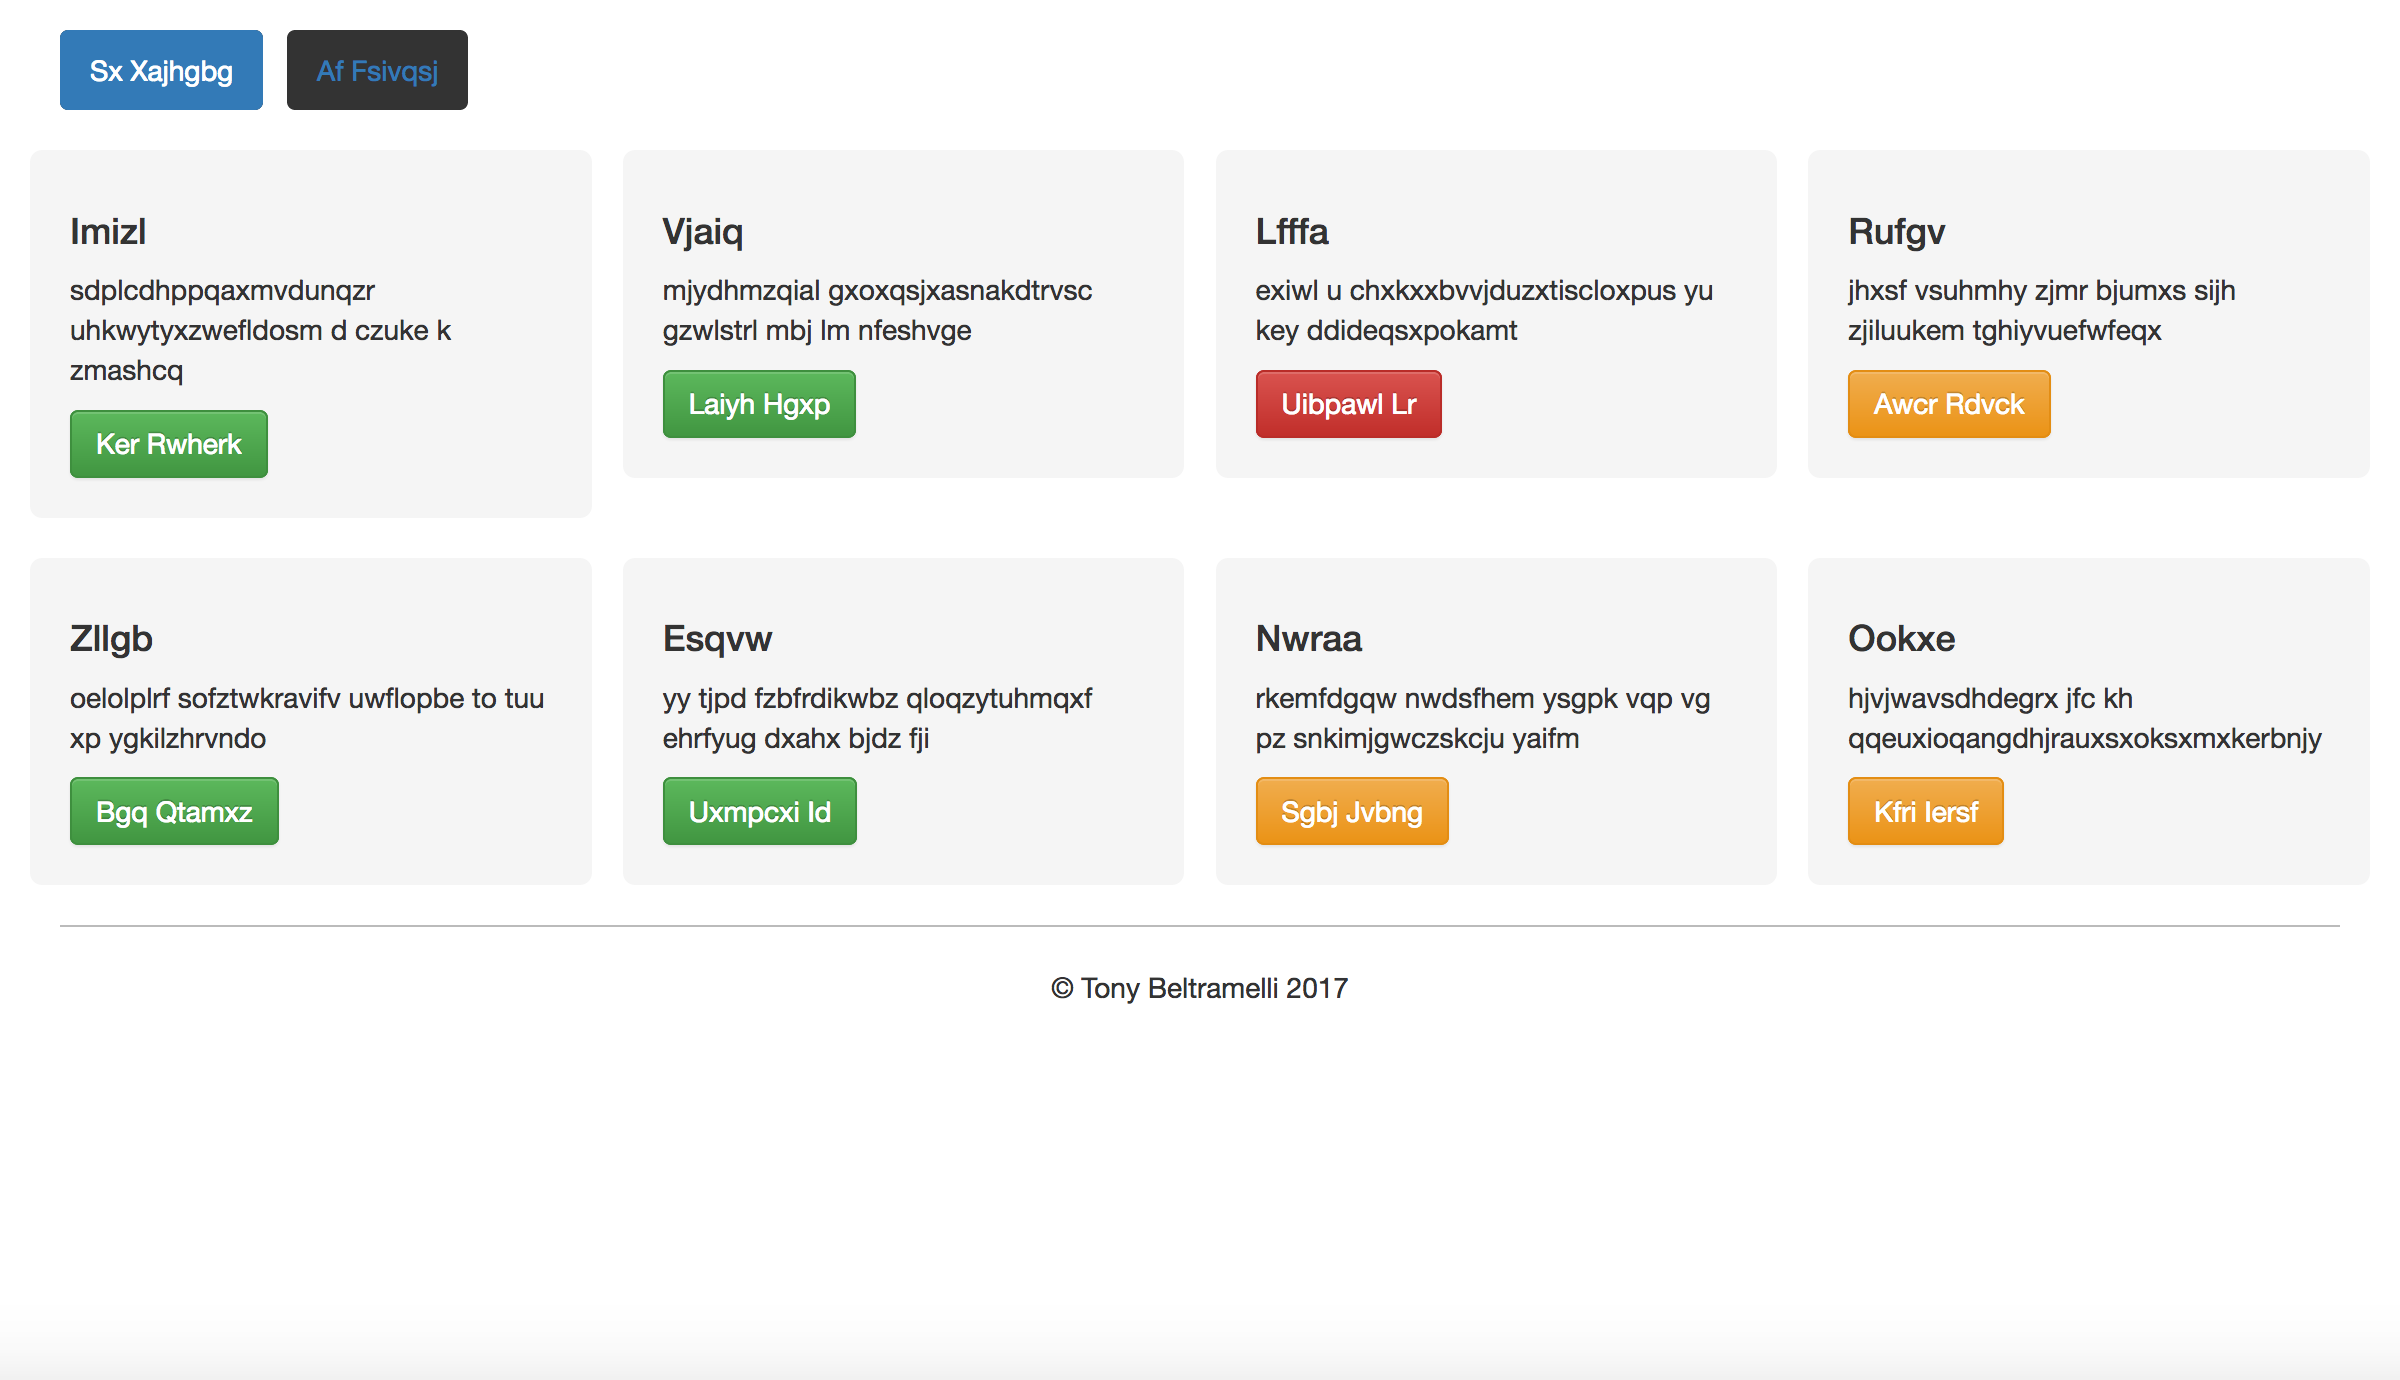 Sx Xajhgbg
Af Fsivqsj
Imizl
sdplcdhppqaxmvdunqzr
uhkwytyxzwefldosm d czuke k
zmashcq
Ker Rwherk
Vjaiq
mjydhmzqial gxoxqsjxasnakdtrvsc
gzwlstrl mbj lm nfeshvge
Laiyh Hgxp
Lfffa
exiwl u chxkxxbvvjduzxtiscloxpus yu
key ddideqsxpokamt
Uibpawl Lr
Rufgv
jhxsf vsuhmhy zjmr bjumxs sijh
zjiluukem tghiyvuefwfeqx
Awcr Rdvck
Zllgb
oelolplrf sofztwkravifv uwflopbe to tuu
xp ygkilzhrvndo
Bgq Qtamxz
Esqvw
yy tjpd fzbfrdikwbz qloqzytuhmqxf
ehrfyug dxahx bjdz fji
Uxmpcxi Id
Nwraa
rkemfdgqw nwdsfhem ysgpk vqp vg
pz snkimjgwczskcju yaifm
Sgbj Jvbng
Ookxe
hjvjwavsdhdegrx jfc kh
qqeuxioqangdhjrauxsxoksxmxkerbnjy
Kfri Iersf
© Tony Beltramelli 2017